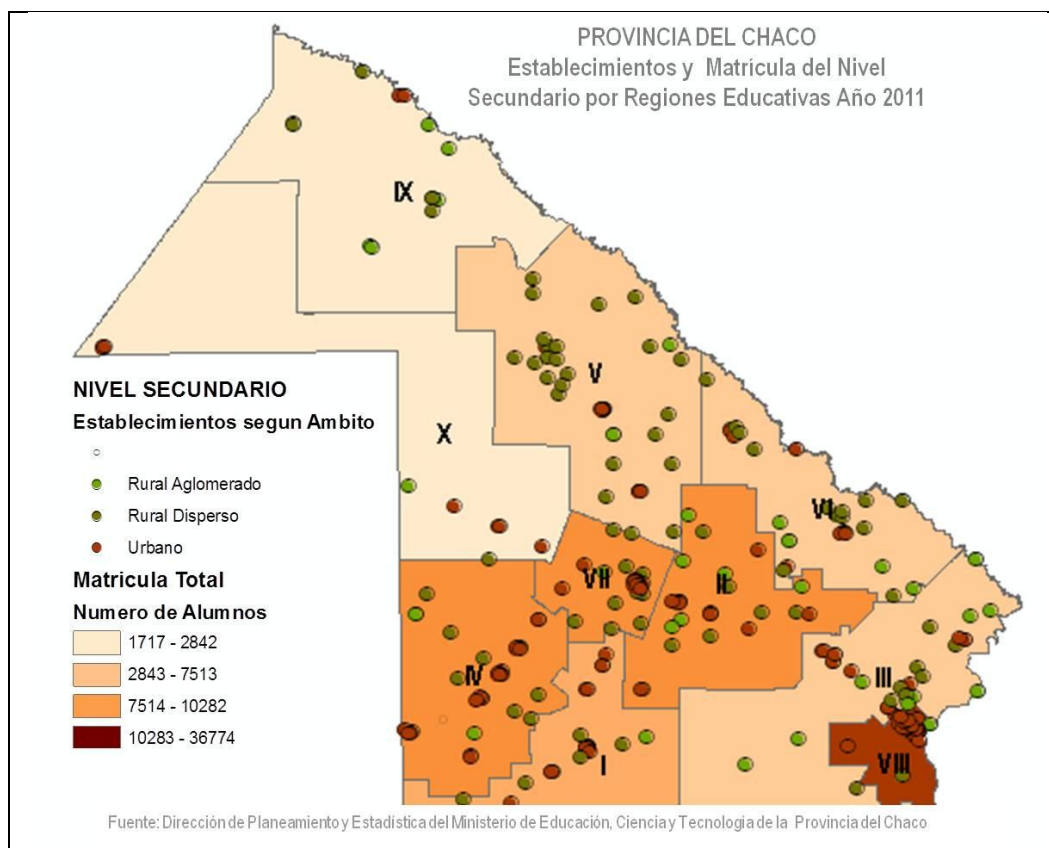 PROVINCIA DEL CHACO
Establecimientos y Matrícula del Nivel
Secundario por Regiones Educativas Año 2011
IX
V
X
VI
VII
II
IV
III
I
VIII
NIVEL SECUNDARIO
Establecimientos segun Ambito
Rural Aglomerado
Rural Disperso
Urbano
Matricula Total
Numero de Alumnos
1717 - 2842
2843 - 7513
7514 - 10282
10283 - 36774
Fuente: Dirección de Planeamiento y Estadística del Ministerio de Educación, Ciencia y Tecnología de la Provincia del Chaco